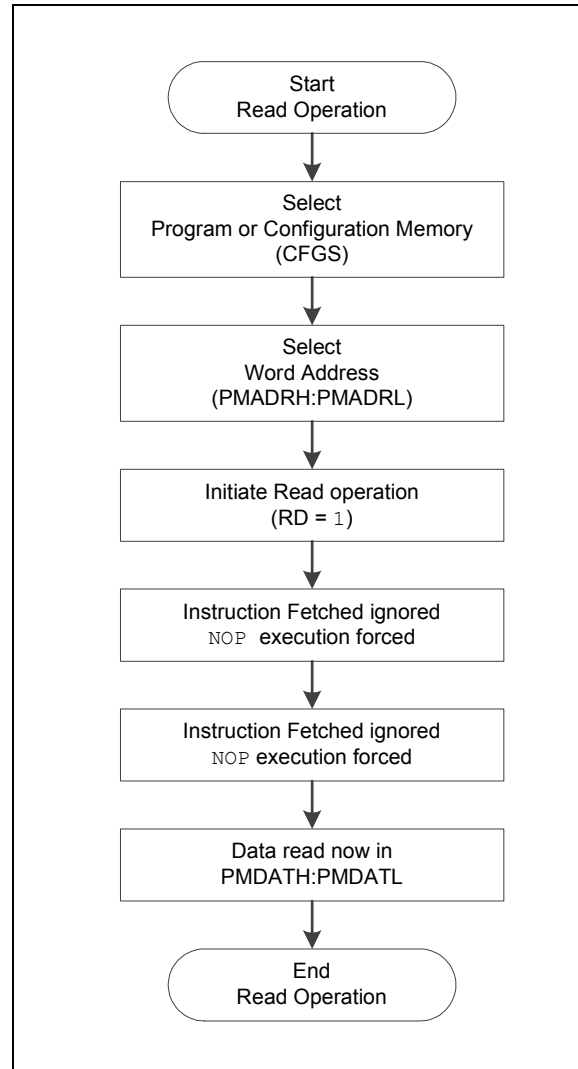 Start
Read Operation
Select
Program or Configuration Memory
(CFGS)
Select
Word Address
(PMADRH:PMADRL)
Initiate Read operation
(RD = 1)
Instruction Fetched ignored
NOP execution forced
Instruction Fetched ignored
NOP execution forced
Data read now in
PMDATH:PMDATL
End
Read Operation